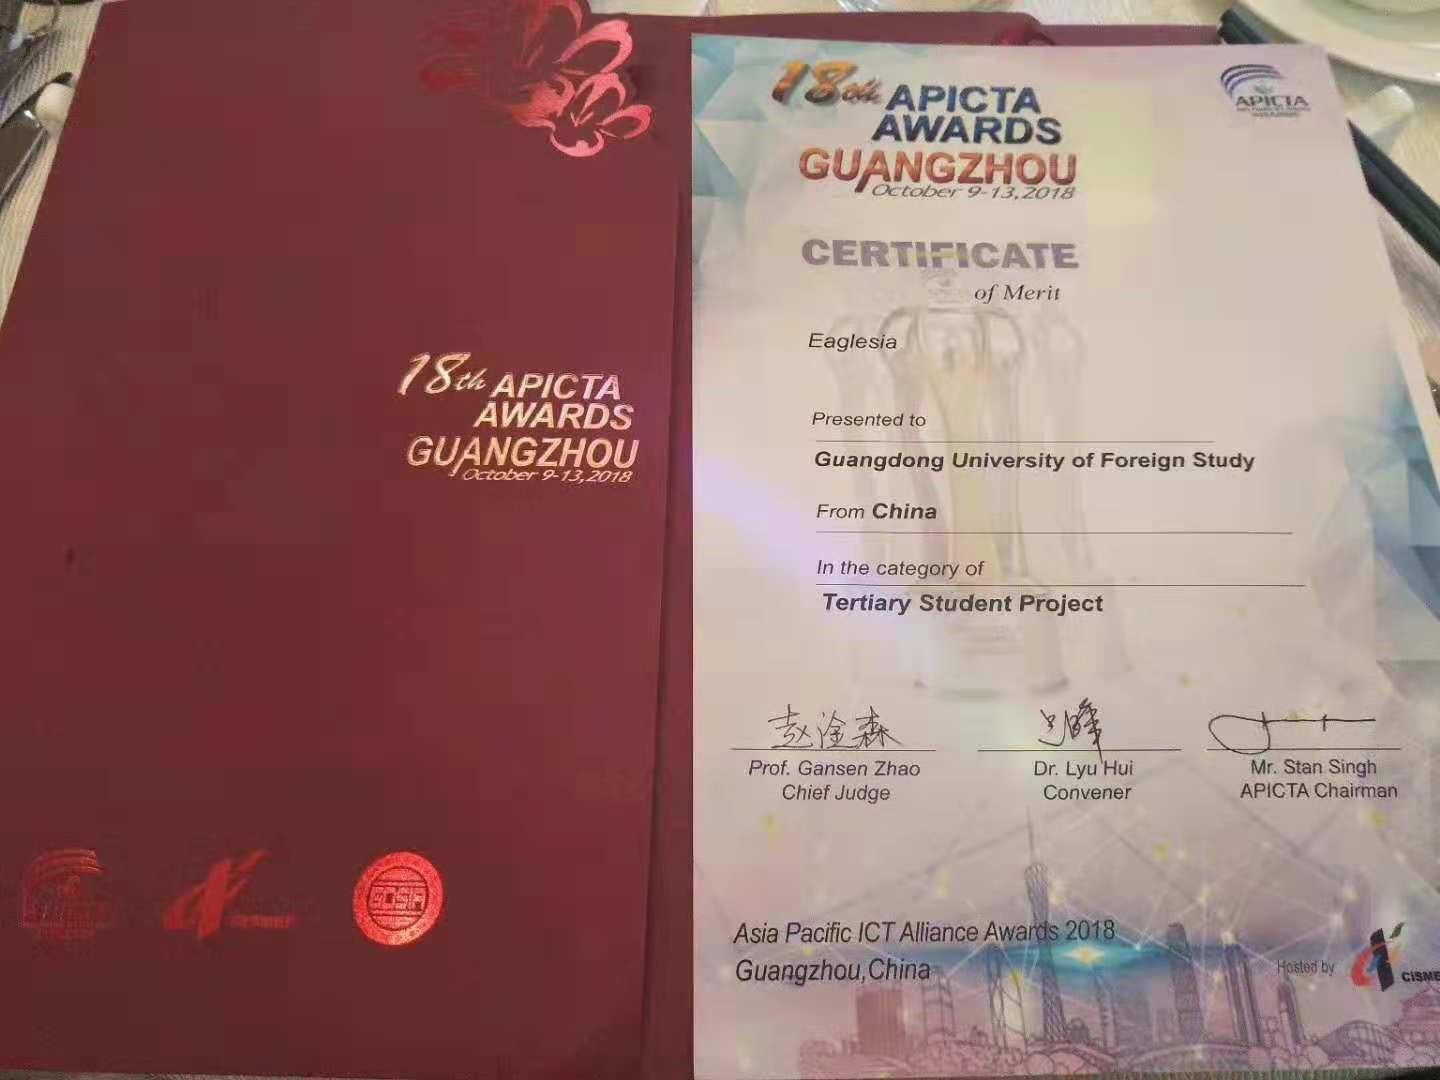 18th APICTA
AWARDS
GUANGZHOU
October 9-13,2018
18th APICTA
AWARDS
GUANGZHOU
October 9-13,2018
APICTA
CERTIFICATE
of Merit
Eaglesia
Presented to
Guangdong University of Foreign Study
From China
In the category of
Tertiary Student Project
赵淦森
Prof. Gansen Zhao
Chief Judge
Dr. Lyu Hui
Convener
Mr. Stan Singh
APICTA Chairman
Asia Pacific ICT Alliance Awards 2018
Guangzhou,China
Hosted by
CISME